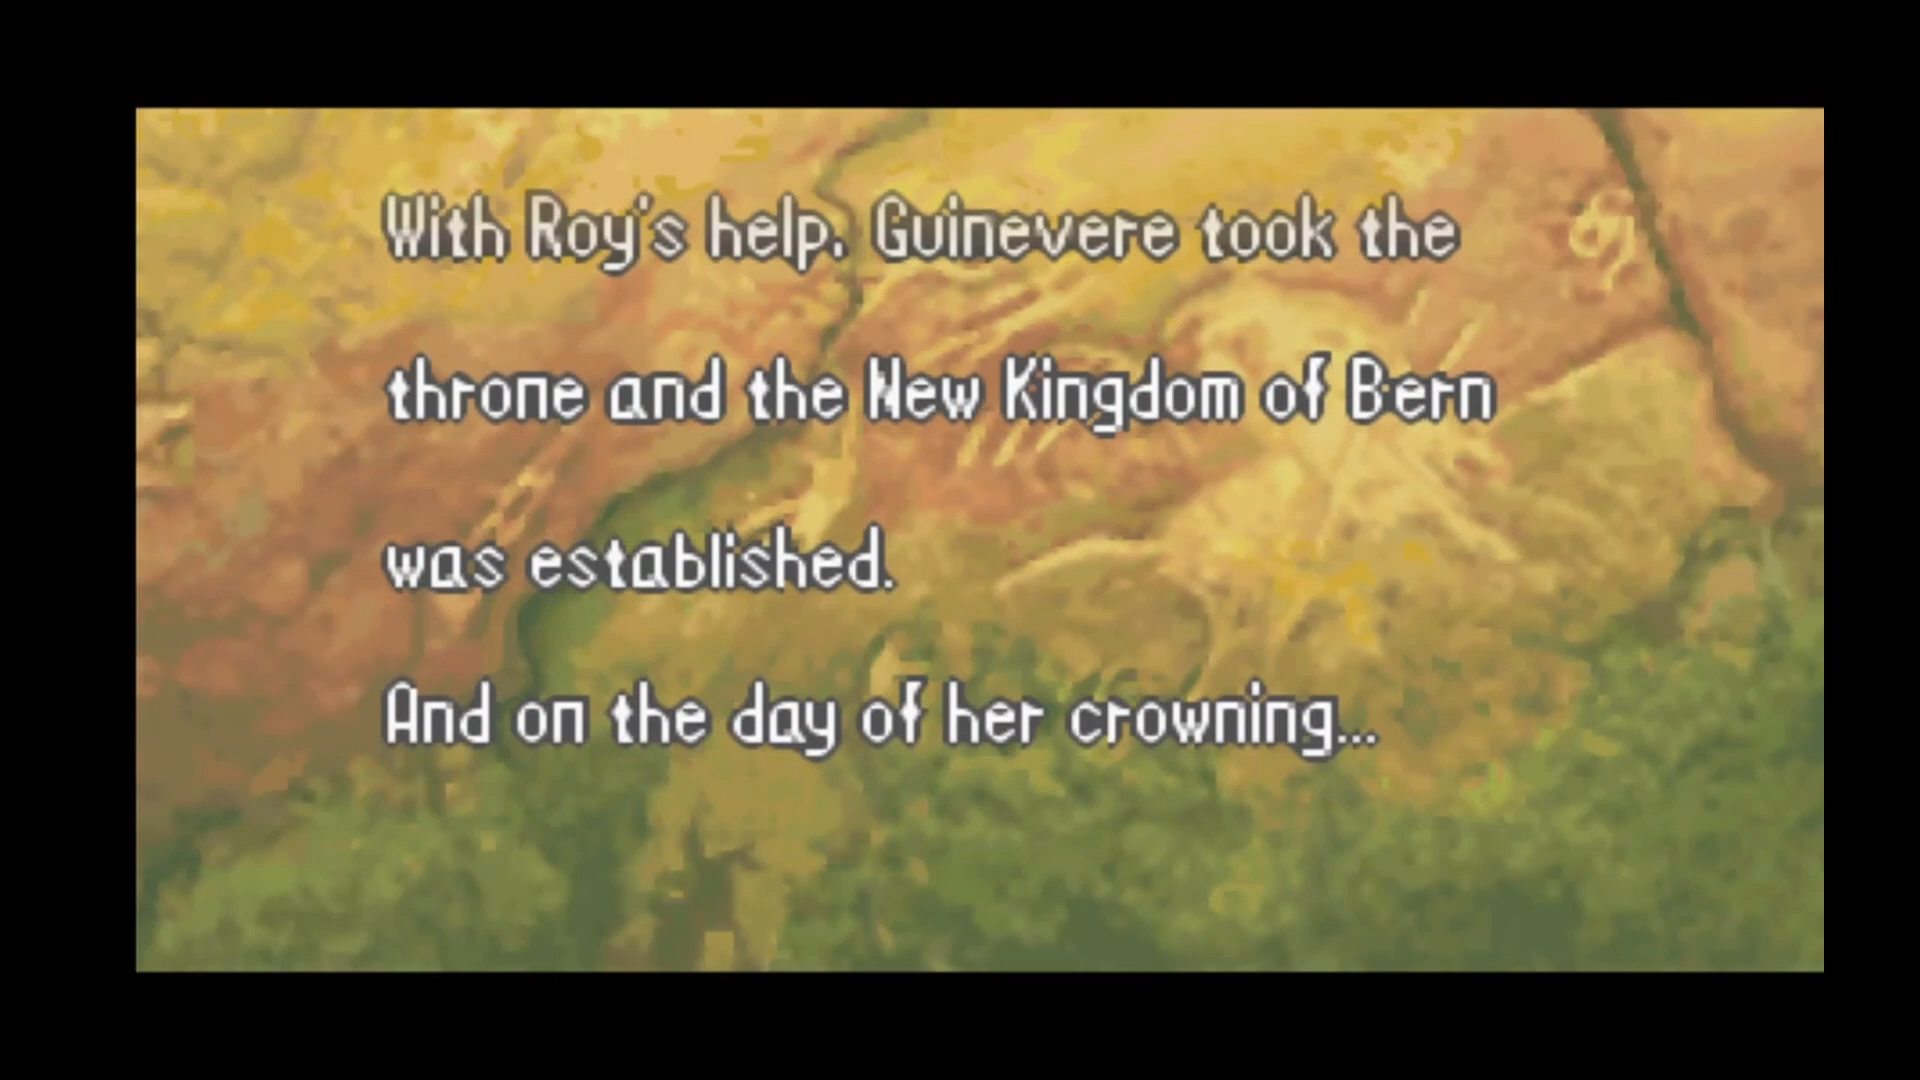 With Roy's help, Guinevere took the
throne and the New Kingdom of Bern
was established.
And on the day of her crowning...